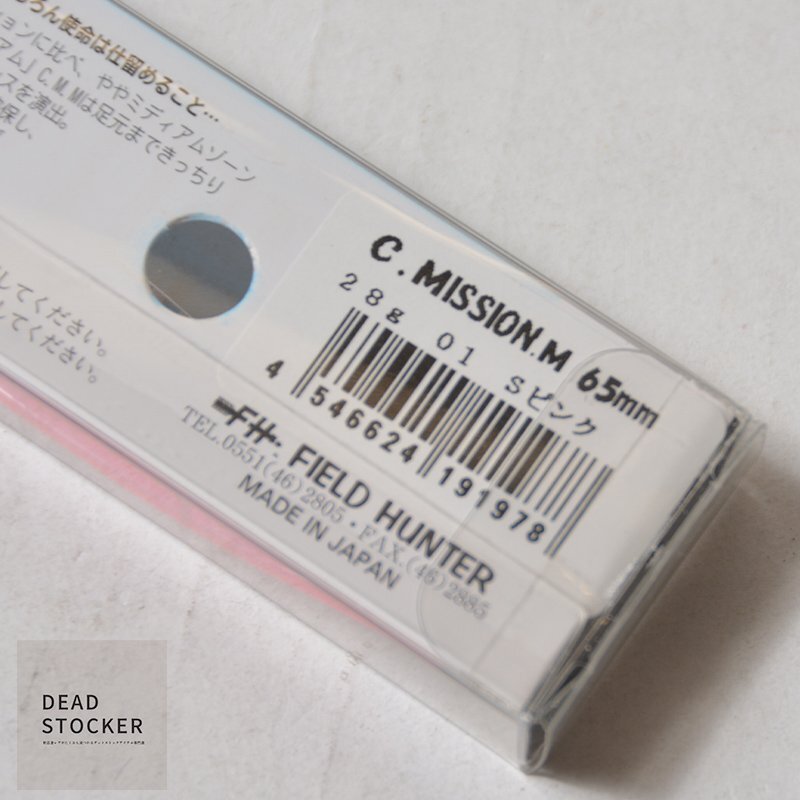 ろん使命は仕留めること…
ョンに比べ、ややミディアムゾーン
アム」C.M.Mは足元まできっちり
スを演出。
保し、
してください。
してください。
C.MISSION.M 65mm
28g 01 Sピンク
4 546624 191978
FH. FIELD HUNTER
TEL.0551(46)2805・FAX.(46)2885
MADE IN JAPAN
DEAD
STOCKER